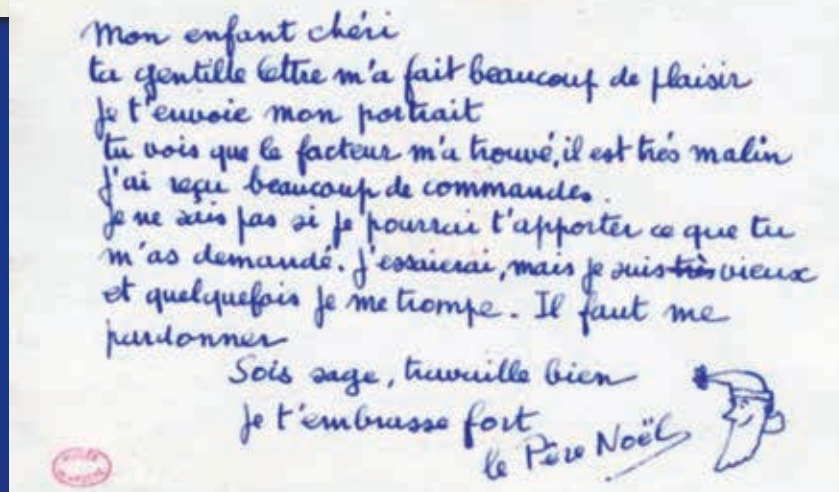 Mon enfant chéri
ta gentille lettre m'a fait beaucoup de plaisir
Je t'envoie mon portrait
tu vois que le facteur m'a trouvé, il est très malin
J'ai reçu beaucoup de commandes.
Je ne sais pas si je pourrai t'apporter ce que tu
m'as demandé. J'essaierai, mais je suis très vieux
et quelquefois je me trompe. Il faut me
pardonner
Sois sage, travaille bien
Je t'embrasse fort
le Père Noël